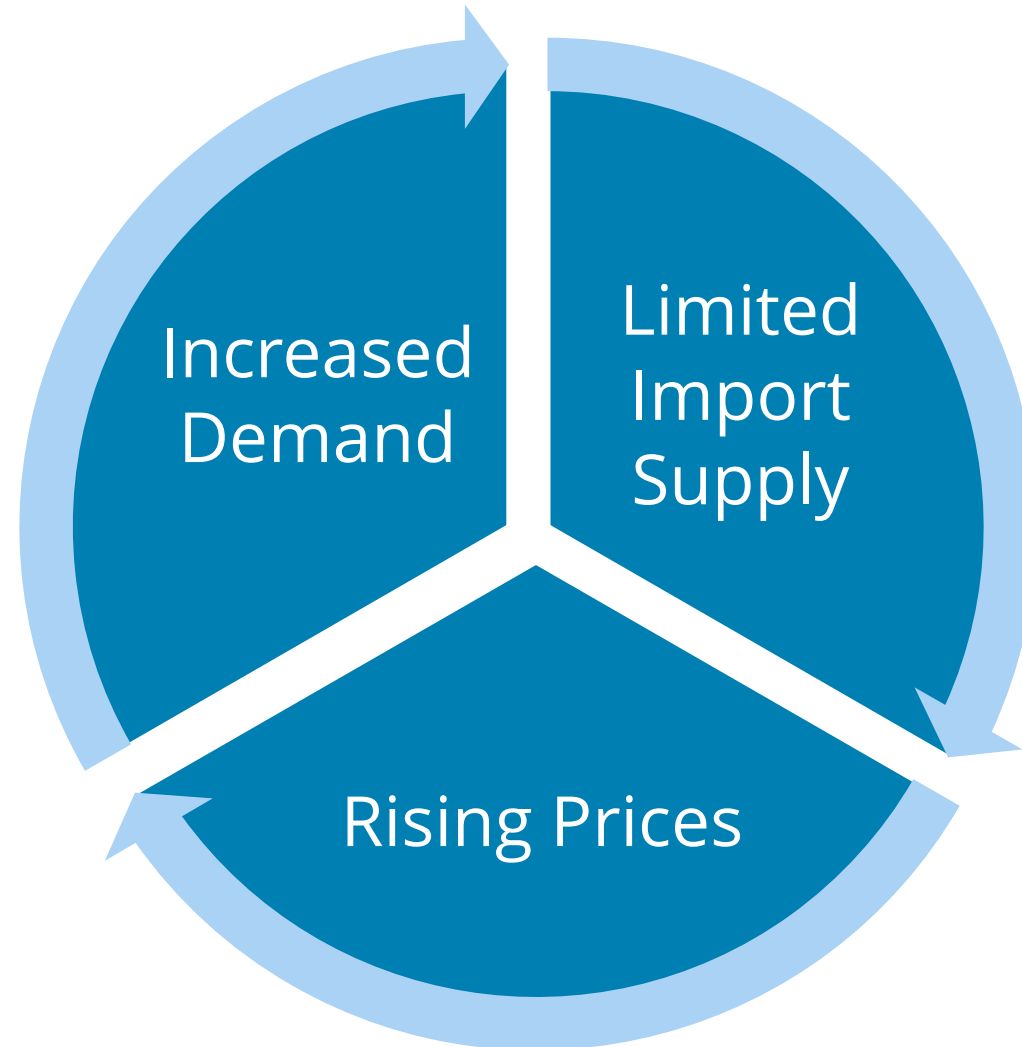 Increased
Demand
Limited
Import
Supply
Rising Prices